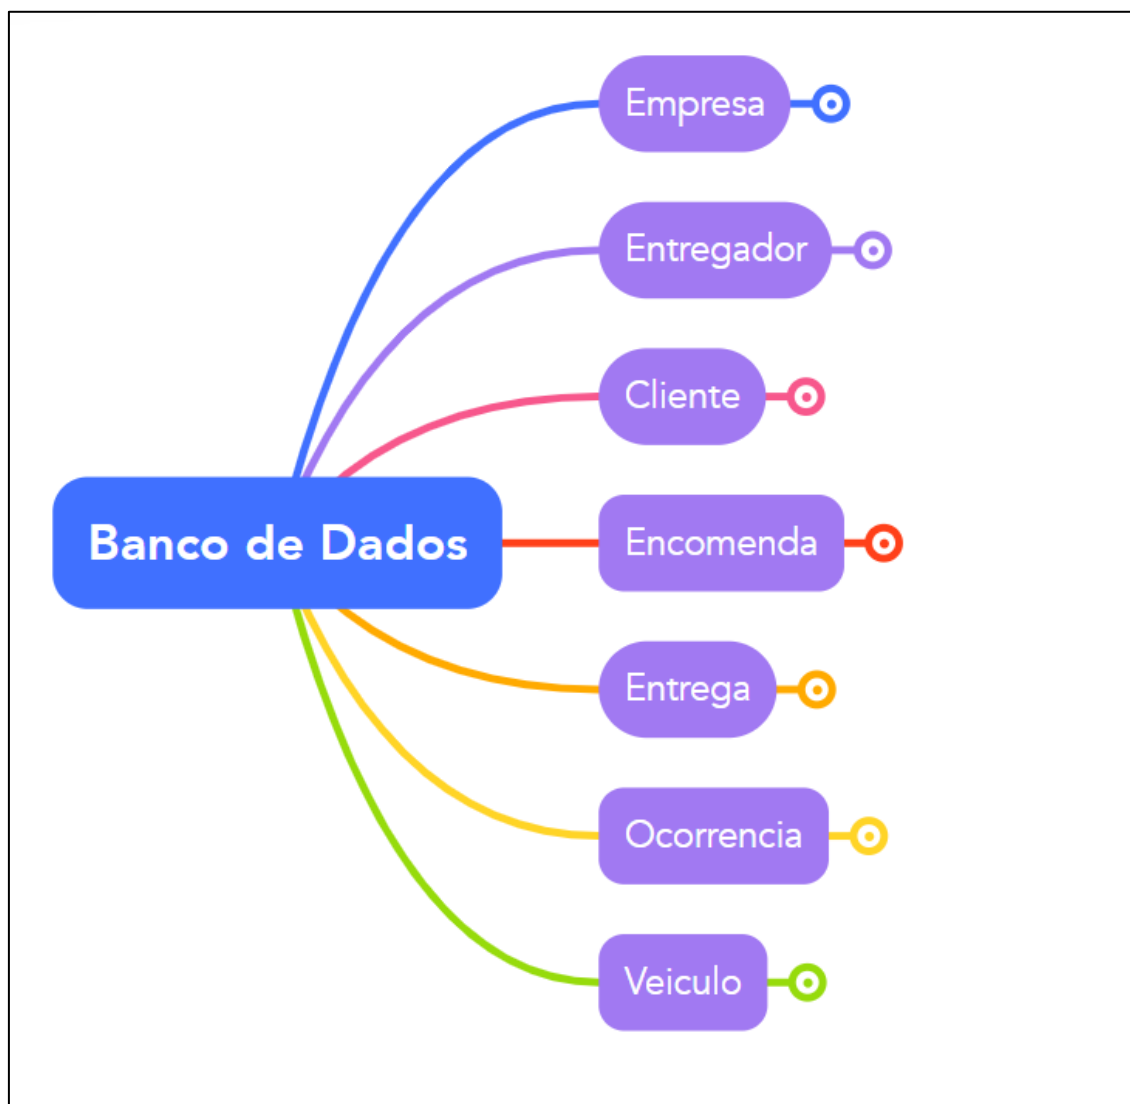 Empresa
Entregador
Cliente
Banco de Dados
Encomenda
Entrega
Ocorrencia
Veiculo